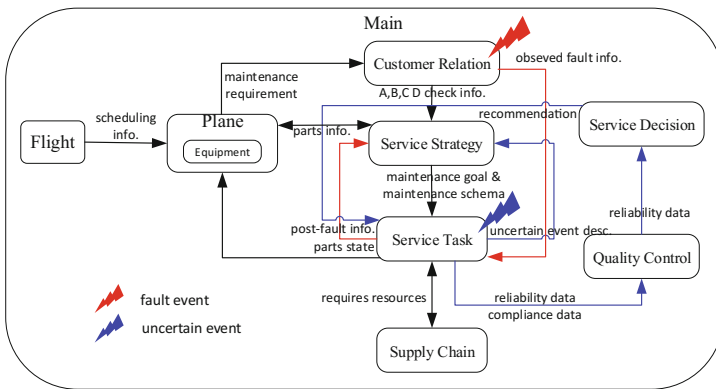 Main
Customer Relation
obseved fault info.
maintenance
requirement
A,B,C D check info.
recommendation
scheduling
info.
Flight
Plane
Equipment
parts info.
Service Strategy
Service Decision
maintenance goal &
maintenance schema
post-fault info.
parts state
Service Task
uncertain event desc.
reliability data
Quality Control
fault event
uncertain event
requires resources
reliability data
compliance data
Supply Chain